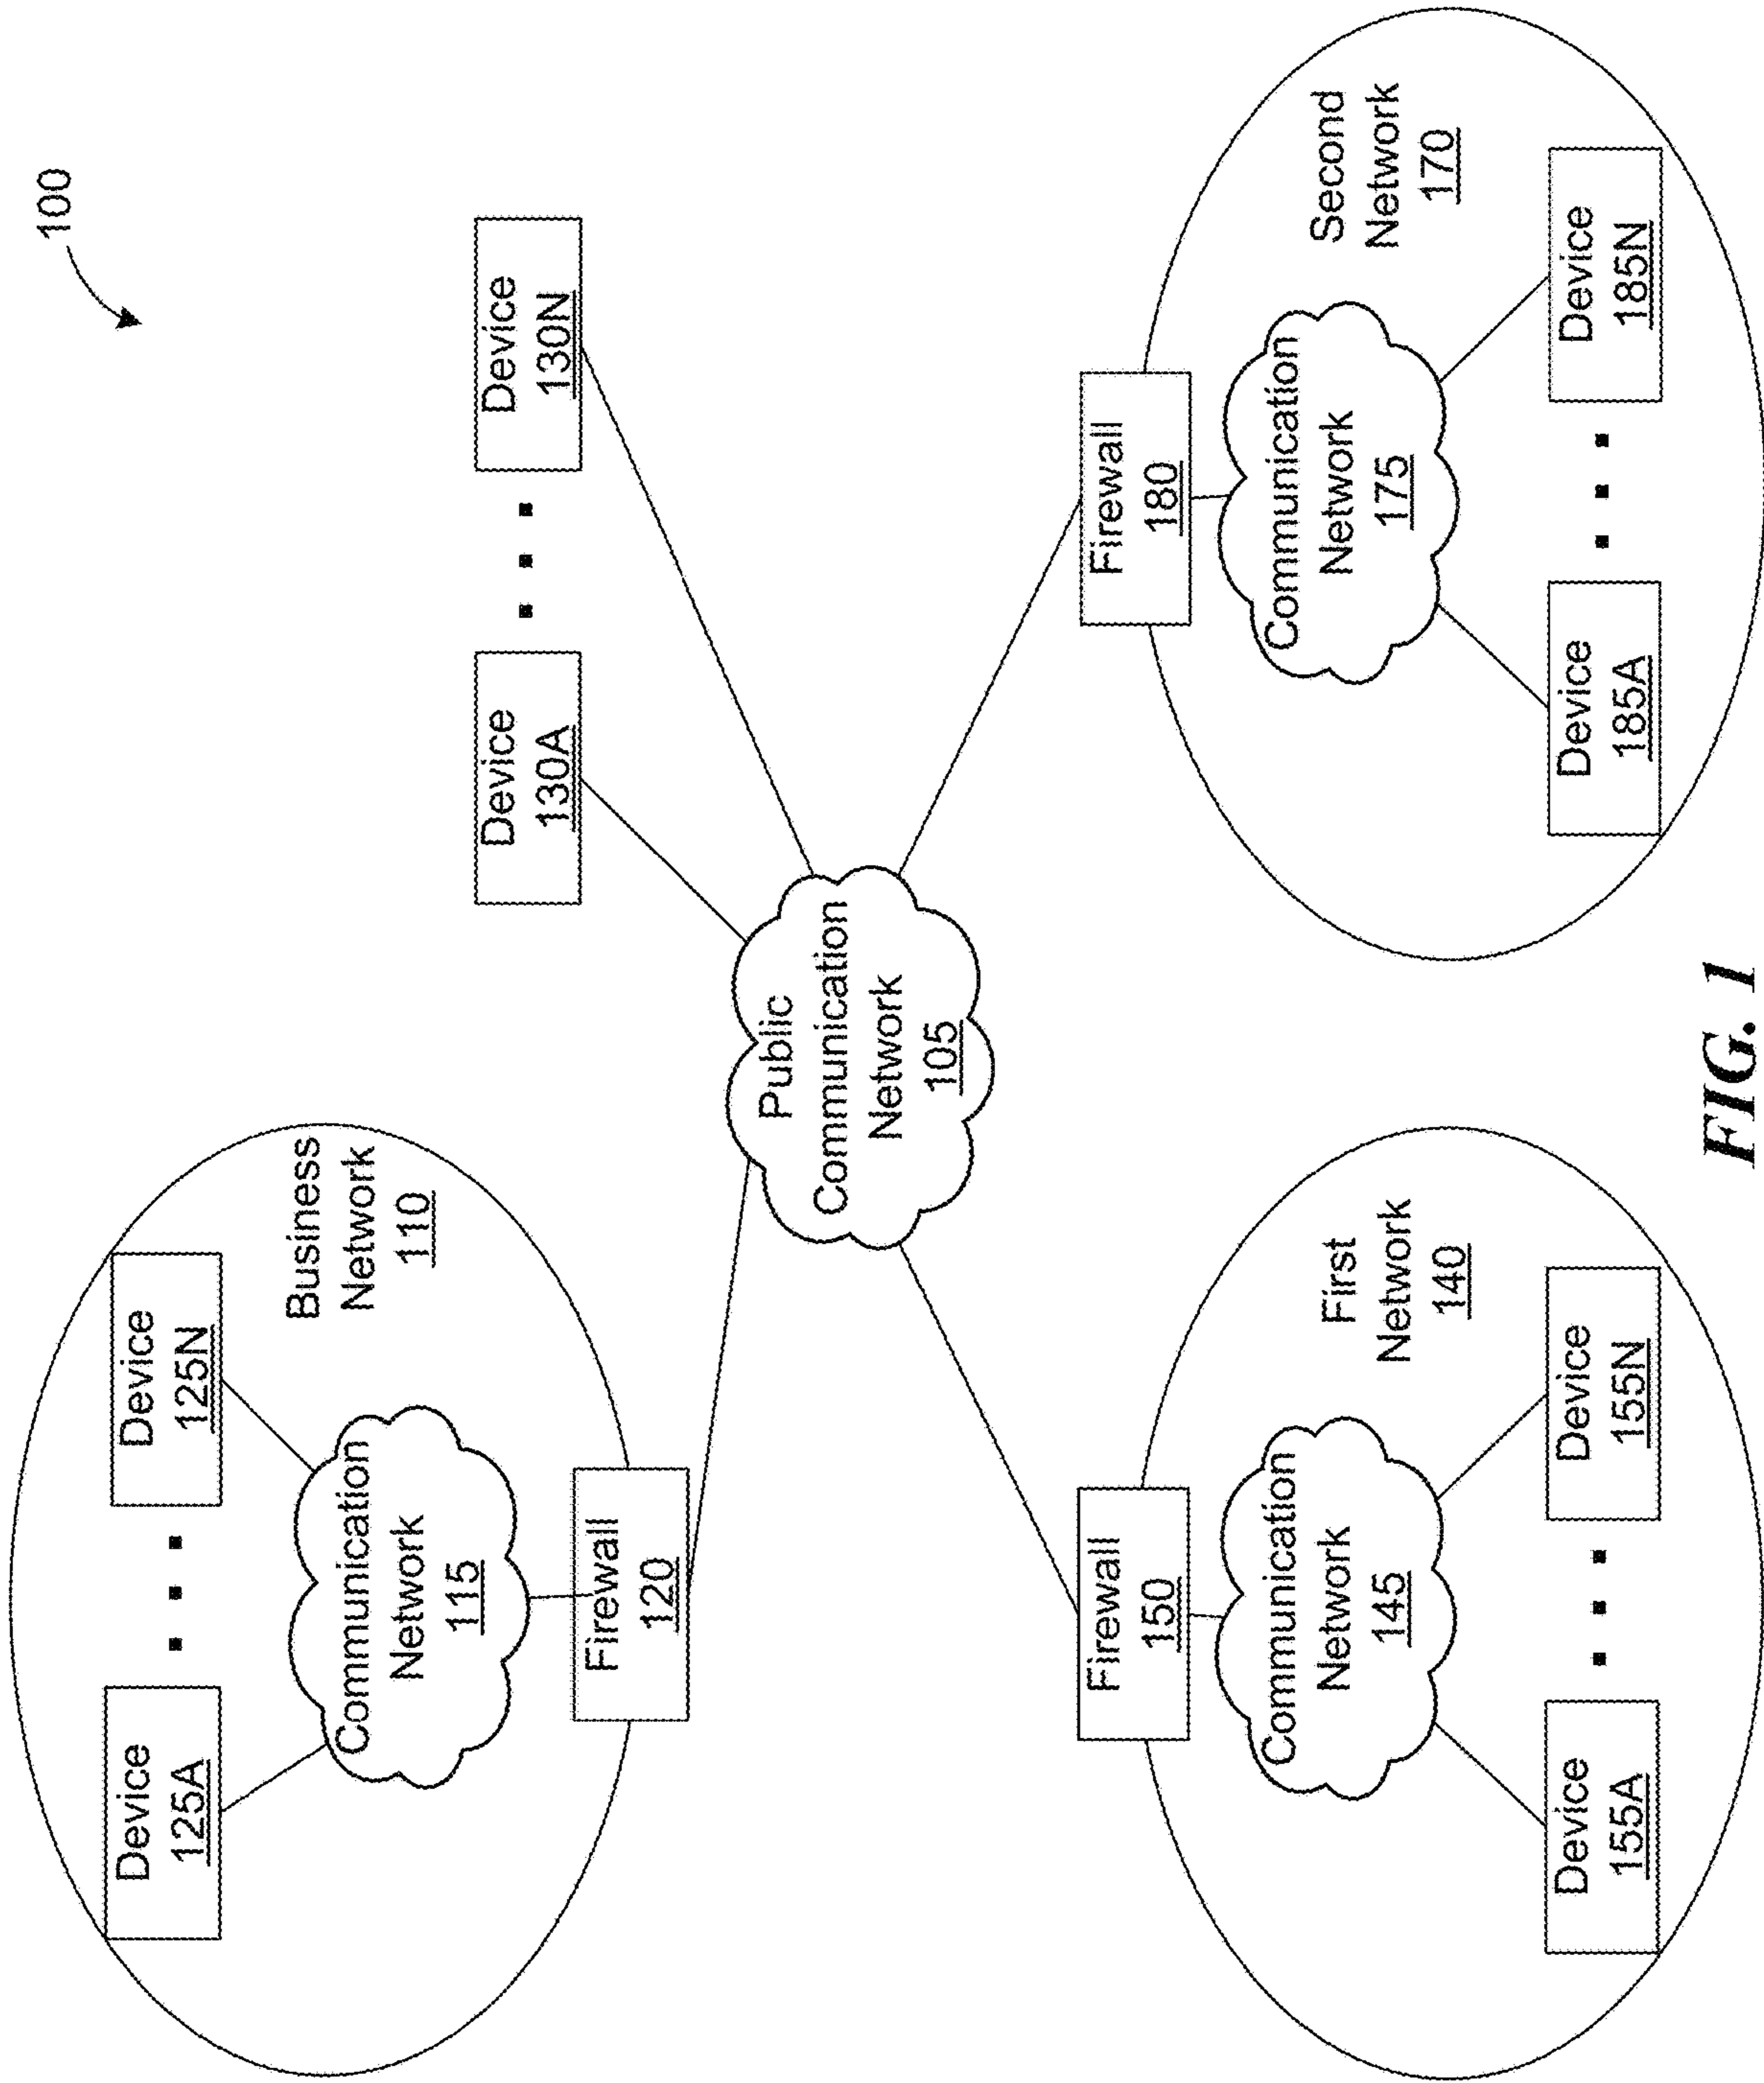 100
Device
125A
Device
125N
Communication
Network
115
Business
Network
110
Firewall
120
Device
130A
Device
130N
Public
Communication
Network
105
Firewall
150
Communication
Network
145
First
Network
140
Device
155A
Device
155N
Firewall
180
Communication
Network
175
Second
Network
170
Device
185A
Device
185N
FIG. 1